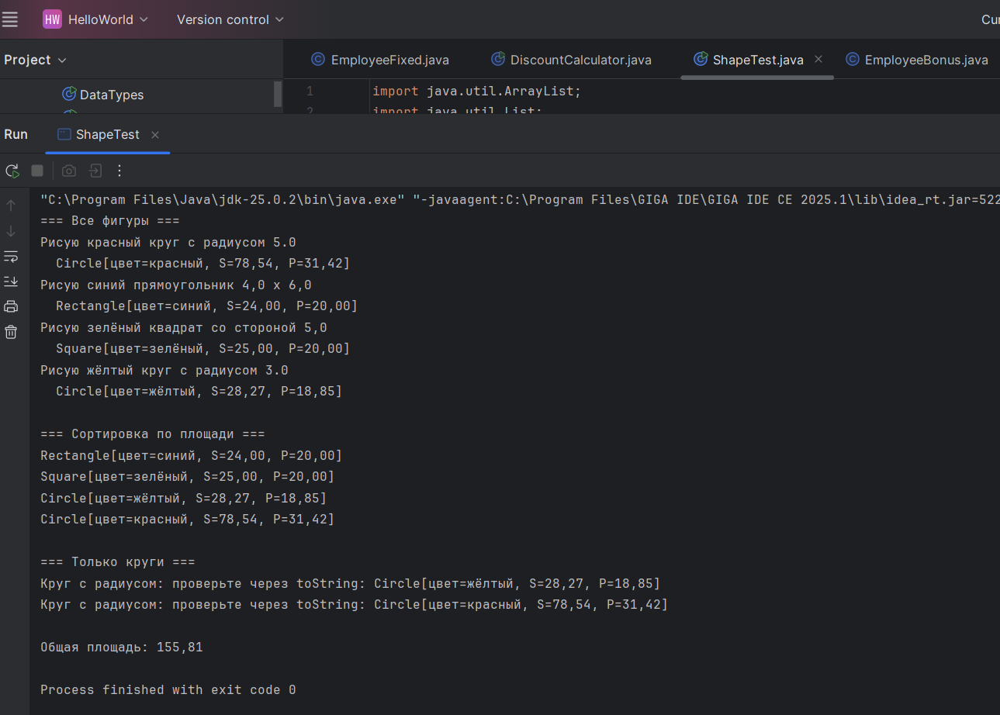 HW HelloWorld Version control Cur
Project EmployeeFixed.java DiscountCalculator.java ShapeTest.java EmployeeBonus.java
DataTypes 1 import java.util.ArrayList;
2 import java.util.List;
Run ShapeTest
"C:\Program Files\Java\jdk-25.0.2\bin\java.exe" "-javaagent:C:\Program Files\GIGA IDE\GIGA IDE CE 2025.1\lib\idea_rt.jar=522
=== Все фигуры ===
Рисую красный круг с радиусом 5.0
  Circle[цвет=красный, S=78,54, P=31,42]
Рисую синий прямоугольник 4,0 x 6,0
  Rectangle[цвет=синий, S=24,00, P=20,00]
Рисую зелёный квадрат со стороной 5,0
  Square[цвет=зелёный, S=25,00, P=20,00]
Рисую жёлтый круг с радиусом 3.0
  Circle[цвет=жёлтый, S=28,27, P=18,85]

=== Сортировка по площади ===
Rectangle[цвет=синий, S=24,00, P=20,00]
Square[цвет=зелёный, S=25,00, P=20,00]
Circle[цвет=жёлтый, S=28,27, P=18,85]
Circle[цвет=красный, S=78,54, P=31,42]

=== Только круги ===
Круг с радиусом: проверьте через toString: Circle[цвет=жёлтый, S=28,27, P=18,85]
Круг с радиусом: проверьте через toString: Circle[цвет=красный, S=78,54, P=31,42]

Общая площадь: 155,81

Process finished with exit code 0